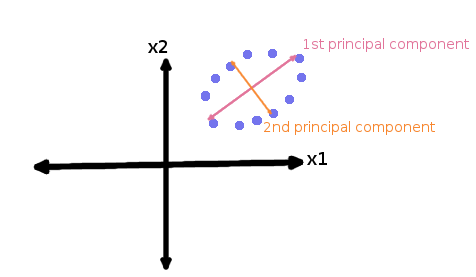 1st principal component
x2
2nd principal component
x1